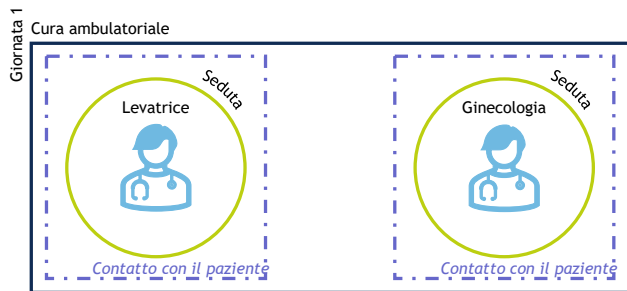 Giornata 1
Cura ambulatoriale
Seduta
Levatrice
Contatto con il paziente
Seduta
Ginecologia
Contatto con il paziente